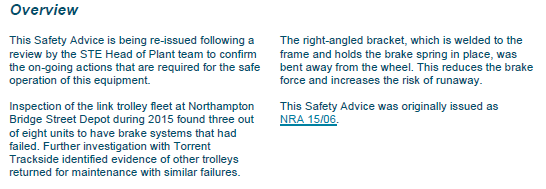 Overview
This Safety Advice is being re-issued following a
review by the STE Head of Plant team to confirm
the on-going actions that are required for the safe
operation of this equipment.
Inspection of the link trolley fleet at Northampton
Bridge Street Depot during 2015 found three out
of eight units to have brake systems that had
failed. Further investigation with Torrent
Trackside identified evidence of other trolleys
returned for maintenance with similar failures.
The right-angled bracket, which is welded to the
frame and holds the brake spring in place, was
bent away from the wheel. This reduces the brake
force and increases the risk of runaway.
This Safety Advice was originally issued as
NRA 15/06.